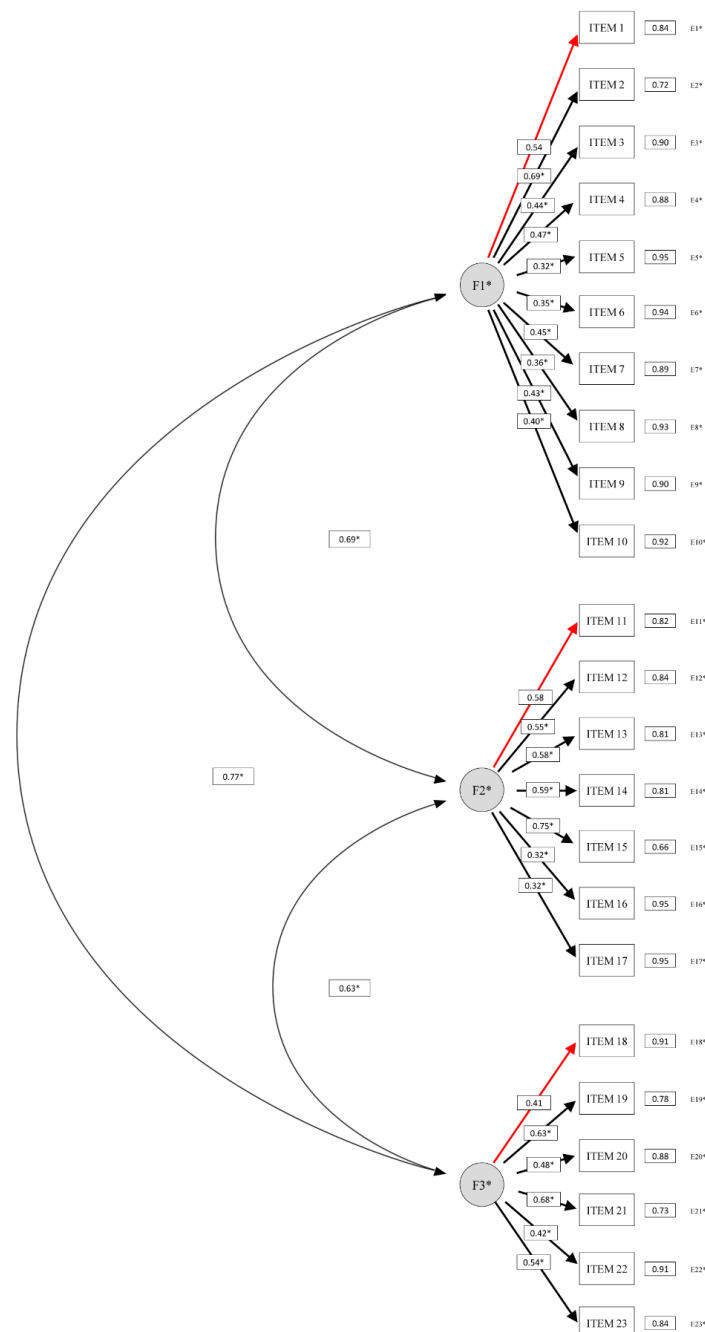 ITEM 1 0.84 E1*
ITEM 2 0.72 E2*
ITEM 3 0.90 E3*
0.54
0.69*
ITEM 4 0.88 E4*
0.44*
0.47*
ITEM 5 0.95 E5*
0.32*
F1*
0.35*
ITEM 6 0.94 E6*
0.45*
0.36*
ITEM 7 0.89 E7*
0.43*
0.40*
ITEM 8 0.93 E8*
ITEM 9 0.90 E9*
0.69*
ITEM 10 0.92 E10*
ITEM 11 0.82 E11*
ITEM 12 0.84 E12*
0.58
0.55*
ITEM 13 0.81 E13*
0.58*
0.77*
F2*
0.59*
ITEM 14 0.81 E14*
0.75*
ITEM 15 0.66 E15*
0.32*
0.32*
ITEM 16 0.95 E16*
ITEM 17 0.95 E17*
0.63*
ITEM 18 0.91 E18*
ITEM 19 0.78 E19*
0.41
0.63*
ITEM 20 0.88 E20*
0.48*
F3*
0.68*
ITEM 21 0.73 E21*
0.42*
0.54*
ITEM 22 0.91 E22*
ITEM 23 0.84 E23*